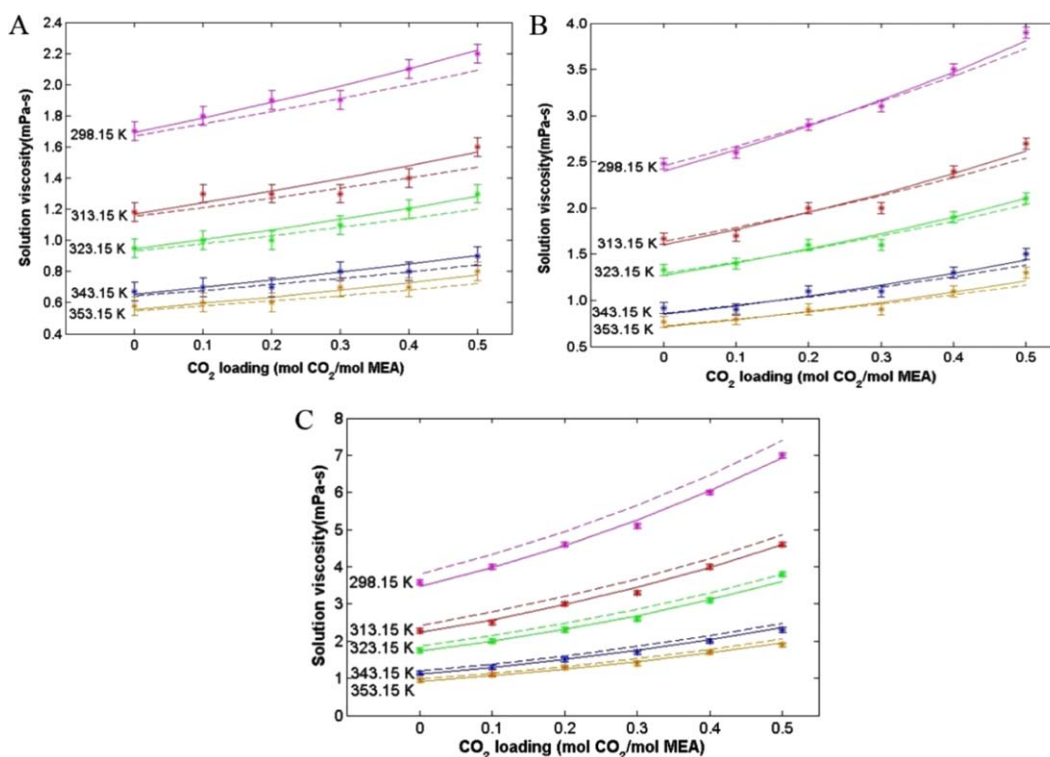 A
Solution viscosity(mPa-s)
2.4
2.2
2.0
1.8
1.6
1.4
1.2
1.0
0.8
0.6
0.4
298.15 K
313.15 K
323.15 K
343.15 K
353.15 K
0 0.1 0.2 0.3 0.4 0.5
CO2 loading (mol CO2/mol MEA)
B
Solution viscosity(mPa-s)
4.0
3.5
3.0
2.5
2.0
1.5
1.0
0.5
298.15 K
313.15 K
323.15 K
343.15 K
353.15 K
0 0.1 0.2 0.3 0.4 0.5
CO2 loading (mol CO2/mol MEA)
C
Solution viscosity(mPa-s)
8
7
6
5
4
3
2
1
0
298.15 K
313.15 K
323.15 K
343.15 K
353.15 K
0 0.1 0.2 0.3 0.4 0.5
CO2 loading (mol CO2/mol MEA)